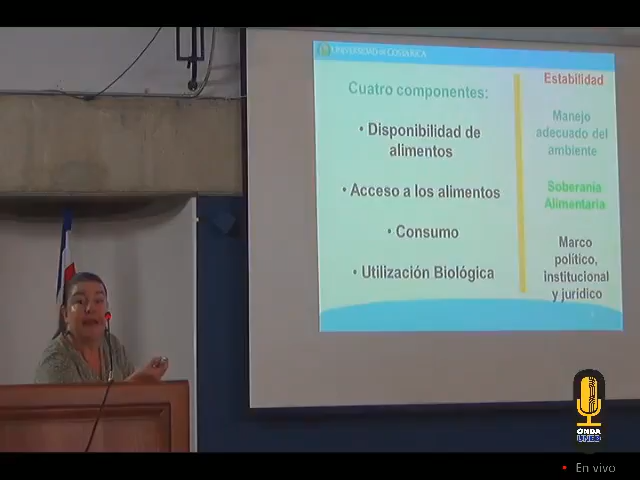 UNIVERSIDAD DE COSTA RICA
Cuatro componentes:
• Disponibilidad de
alimentos
• Acceso a los alimentos
• Consumo
• Utilización Biológica
Estabilidad
Manejo
adecuado del
ambiente
Soberanía
Alimentaria
Marco
político,
institucional
y jurídico
ONDA
UNED
En vivo